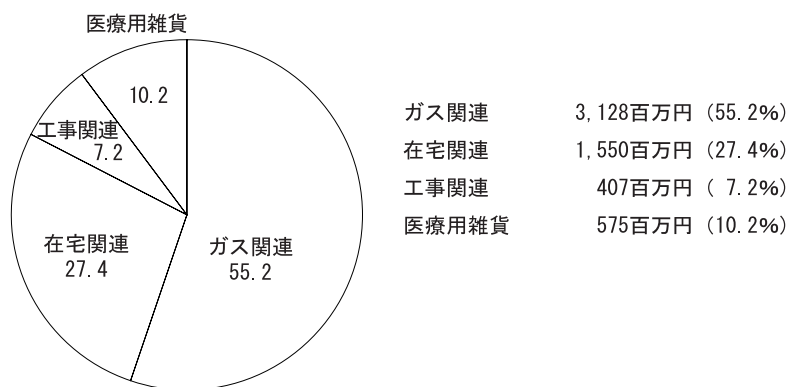 医療用雑貨
10.2
工事関連
7.2
在宅関連
27.4
ガス関連
55.2
ガス関連 3,128百万円 (55.2%)
在宅関連 1,550百万円 (27.4%)
工事関連 407百万円 ( 7.2%)
医療用雑貨 575百万円 (10.2%)